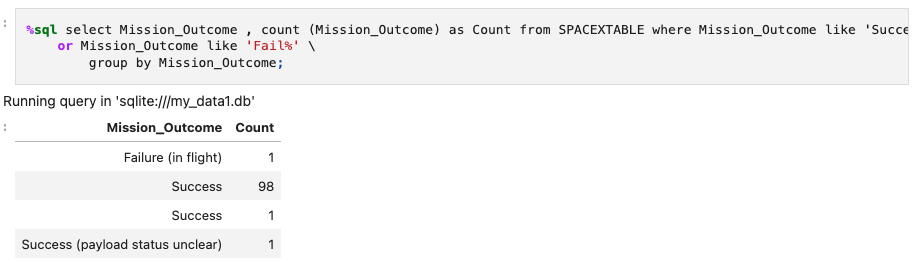 :
%sql select Mission_Outcome , count (Mission_Outcome) as Count from SPACEXTABLE where Mission_Outcome like 'Succe
or Mission_Outcome like 'Fail%' \
group by Mission_Outcome;
Running query in 'sqlite:///my_data1.db'
:
Mission_Outcome Count
Failure (in flight) 1
Success 98
Success 1
Success (payload status unclear) 1